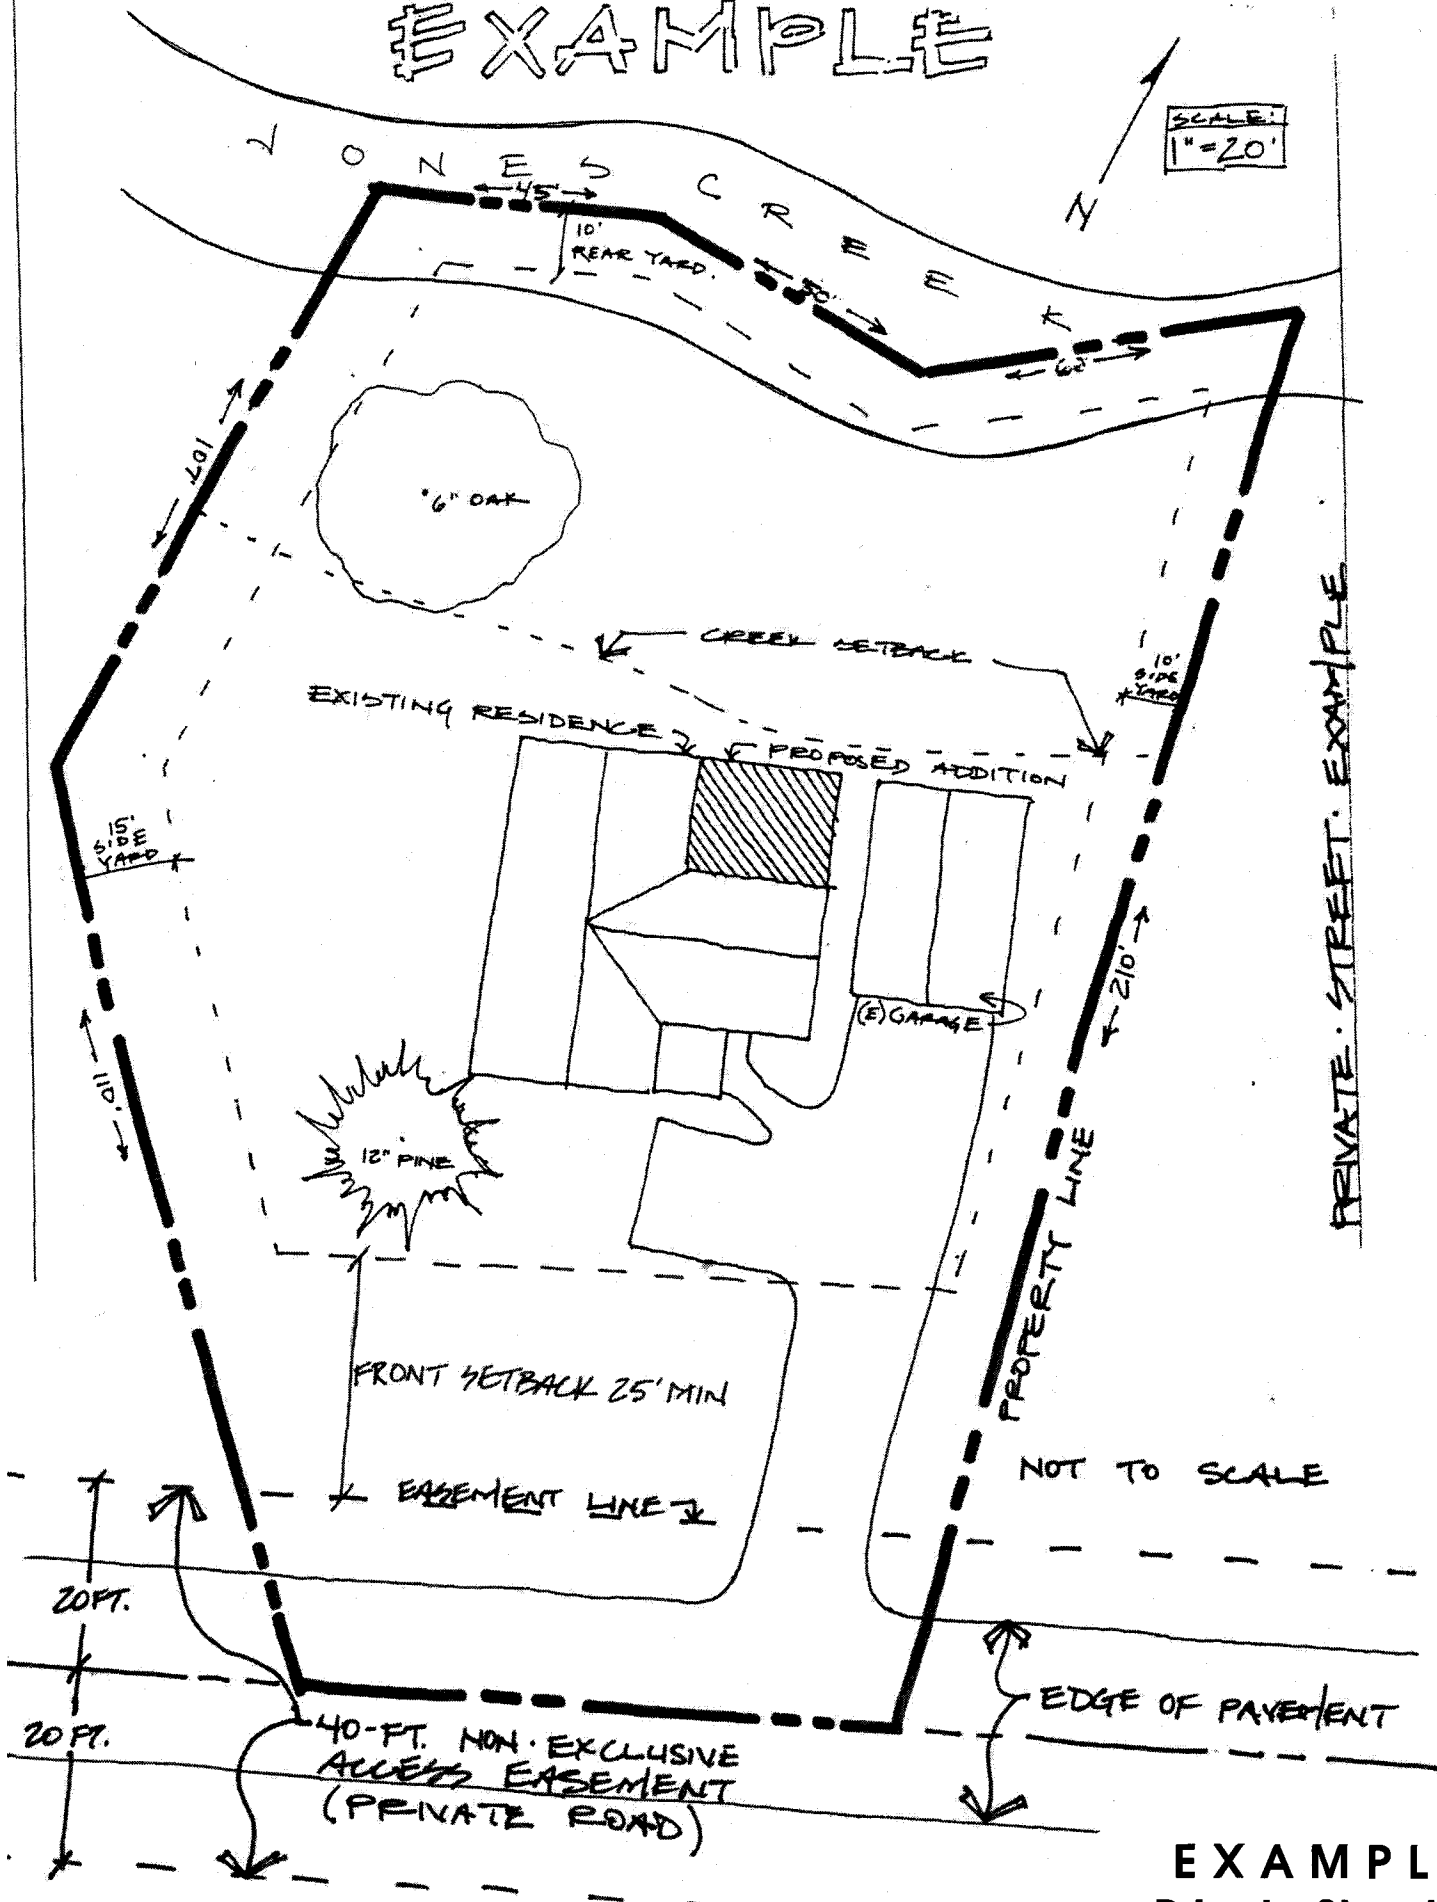 EXAMPLE
SCALE:
1"=20'
N
JONES CREEK
45'
10'
REAR YARD.
50'
107'
"6" OAK
CREEK SETBACK
10'
SIDE
YARD
EXISTING RESIDENCE
PROPOSED ADDITION
15'
SIDE
YARD
210'
(E) GARAGE
110'
12" PINE
PROPERTY LINE
PRIVATE. STREET. EXAMPLE
FRONT SETBACK 25' MIN
NOT TO SCALE
EASEMENT LINE
20FT.
20 FT.
EDGE OF PAVEMENT
40-FT. NON-EXCLUSIVE
ACCESS EASEMENT
(PRIVATE ROAD)
EXAMPL